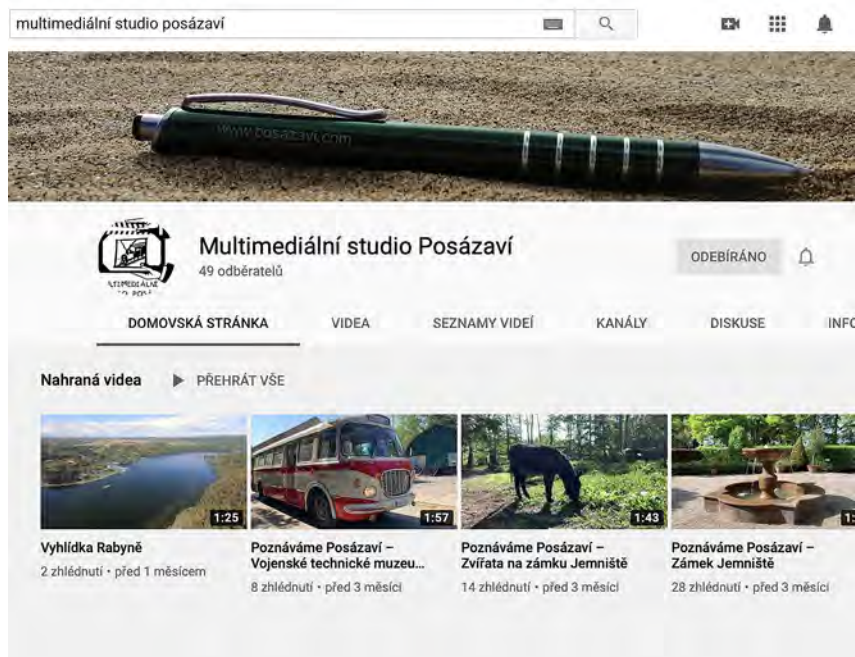 multimediální studio posázaví
www.posazavi.com
Multimediální studio Posázaví
49 odběratelů
ODEBÍRÁNO
DOMOVSKÁ STRÁNKA
VIDEA
SEZNAMY VIDEÍ
KANÁLY
DISKUSE
INFO
Nahraná videa
PŘEHRÁT VŠE
1:25
1:57
1:43
Vyhlídka Rabyně
2 zhlédnutí • před 1 měsícem
Poznáváme Posázaví –
Vojenské technické muzeu...
8 zhlédnutí • před 3 měsíci
Poznáváme Posázaví –
Zvířata na zámku Jemniště
14 zhlédnutí • před 3 měsíci
Poznáváme Posázaví –
Zámek Jemniště
28 zhlédnutí • před 3 měsíci